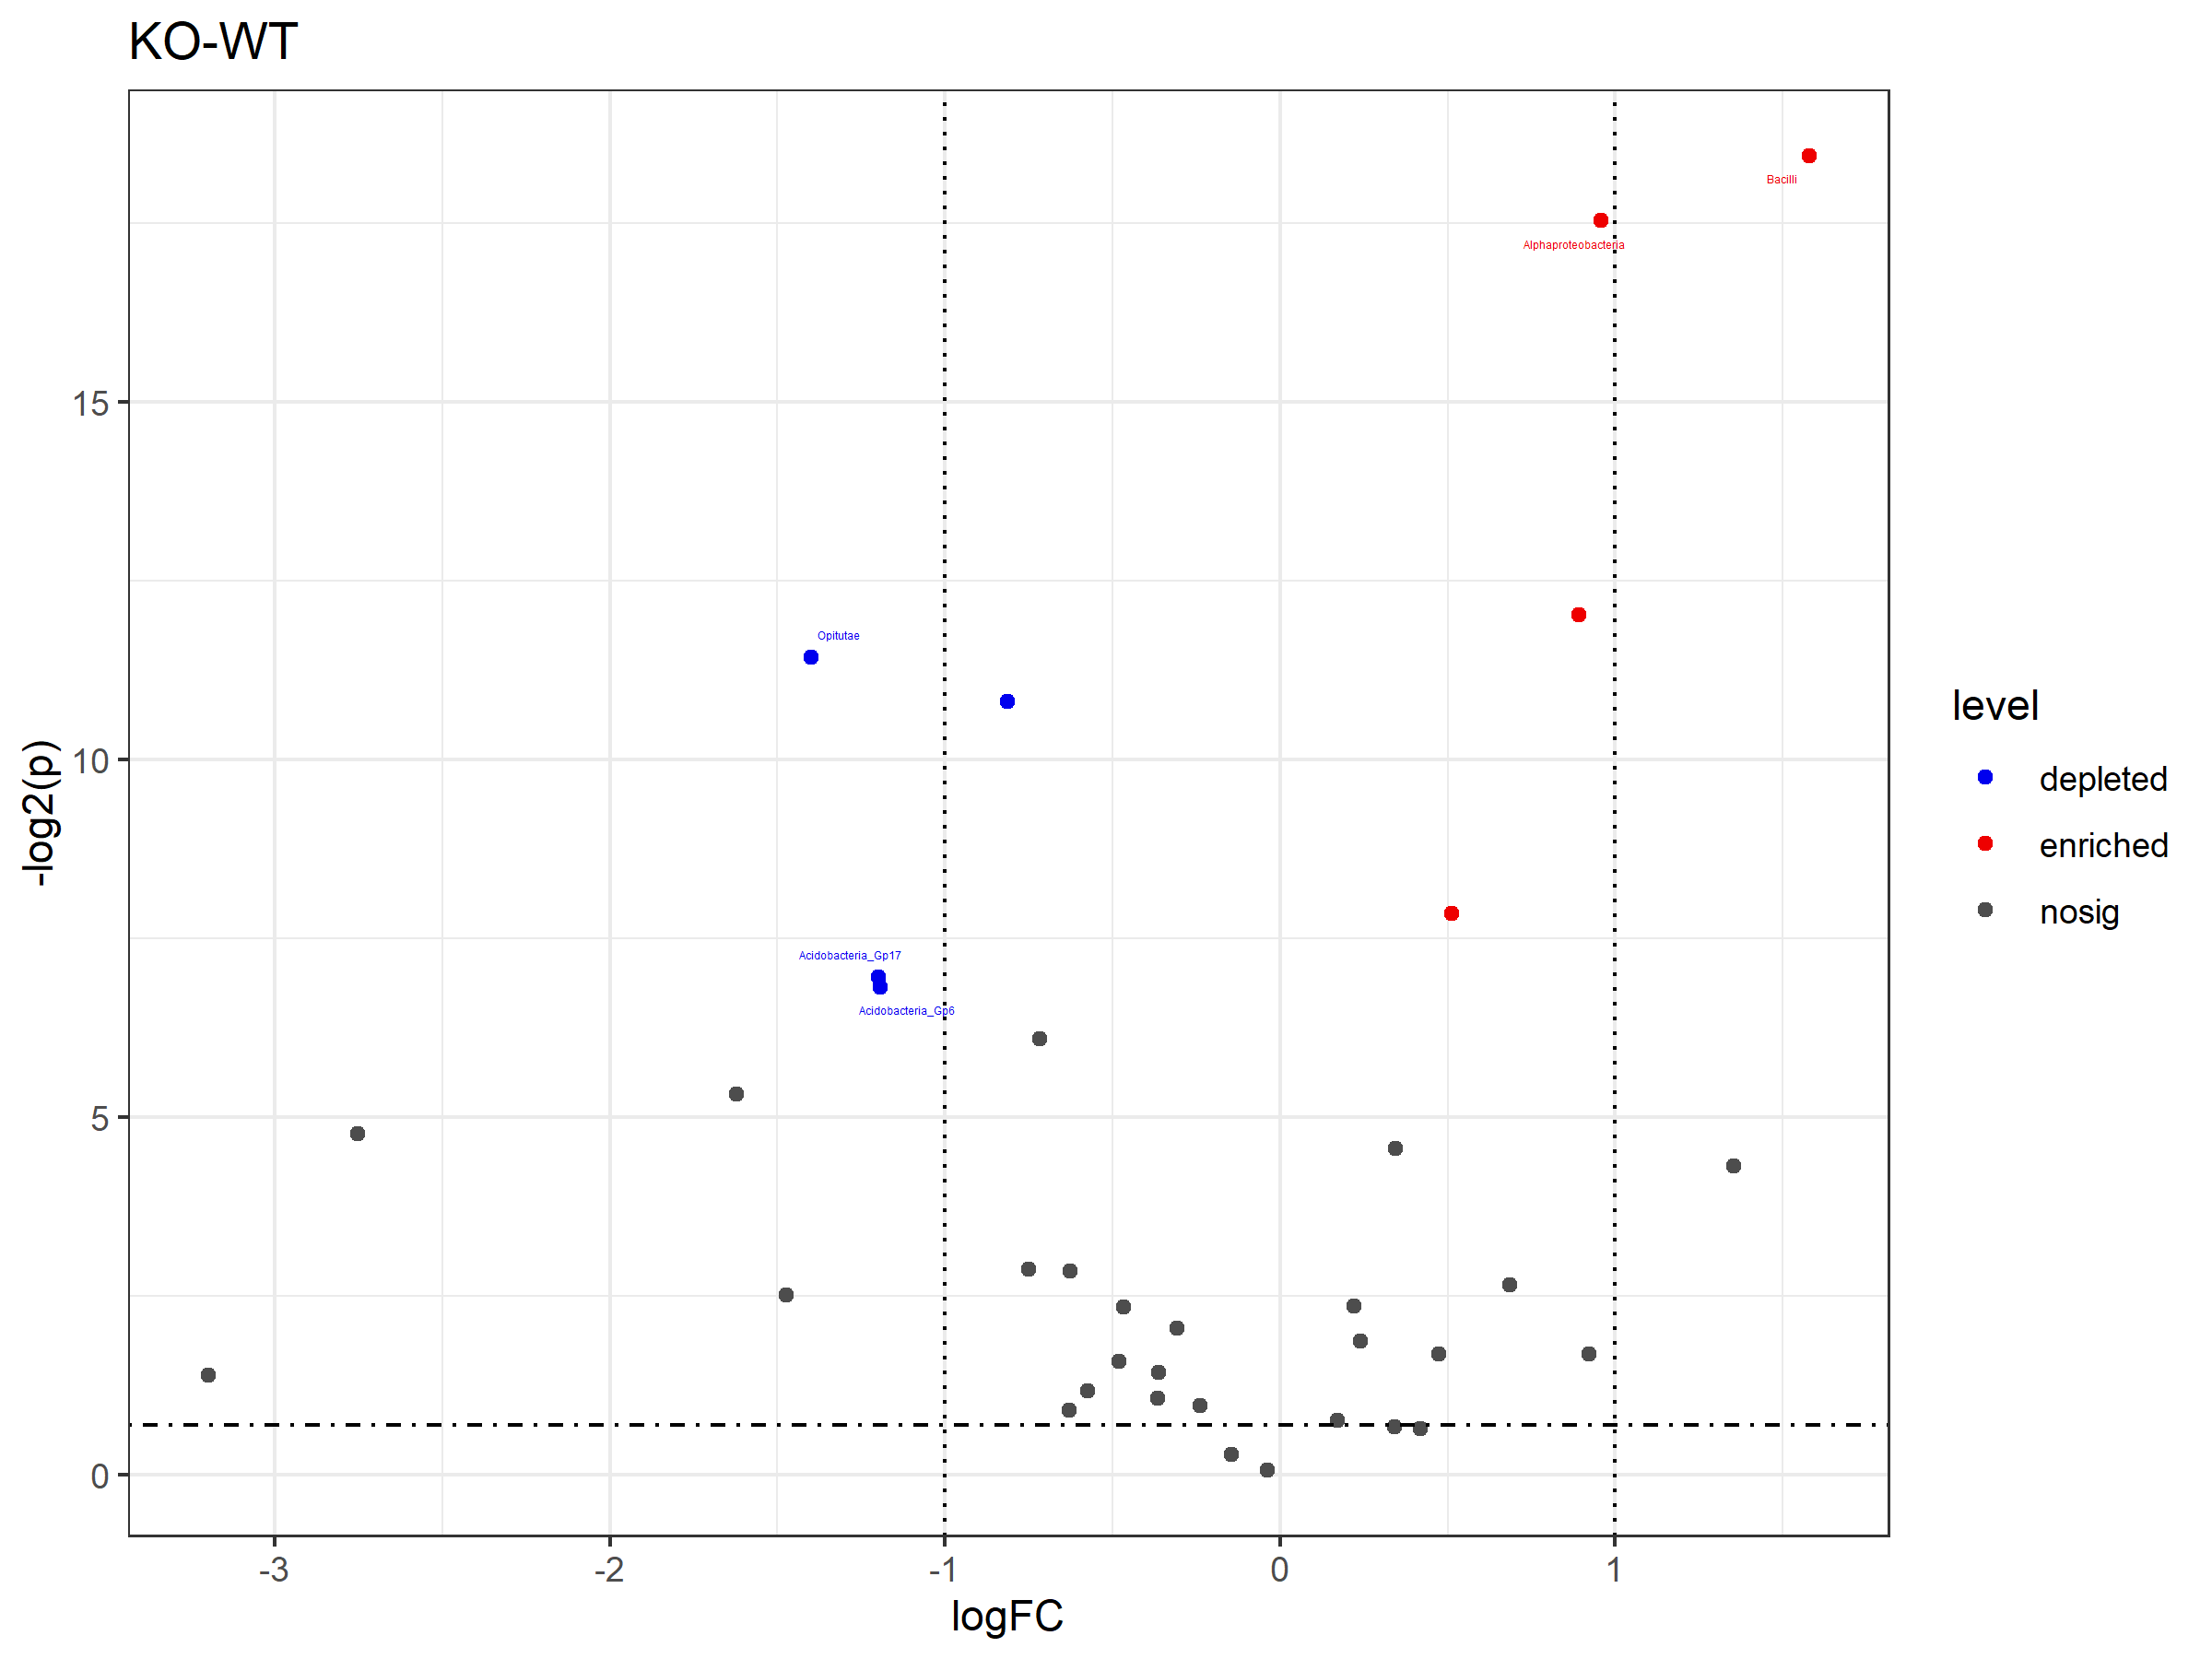 KO-WT
Bacilli
Alphaproteobacteria
15
Opitutae
10
Acidobacteria_Gp17
Acidobacteria_Gp6
5
0
-log2(p)
-3 -2 -1 0 1
logFC
level
depleted
enriched
nosig